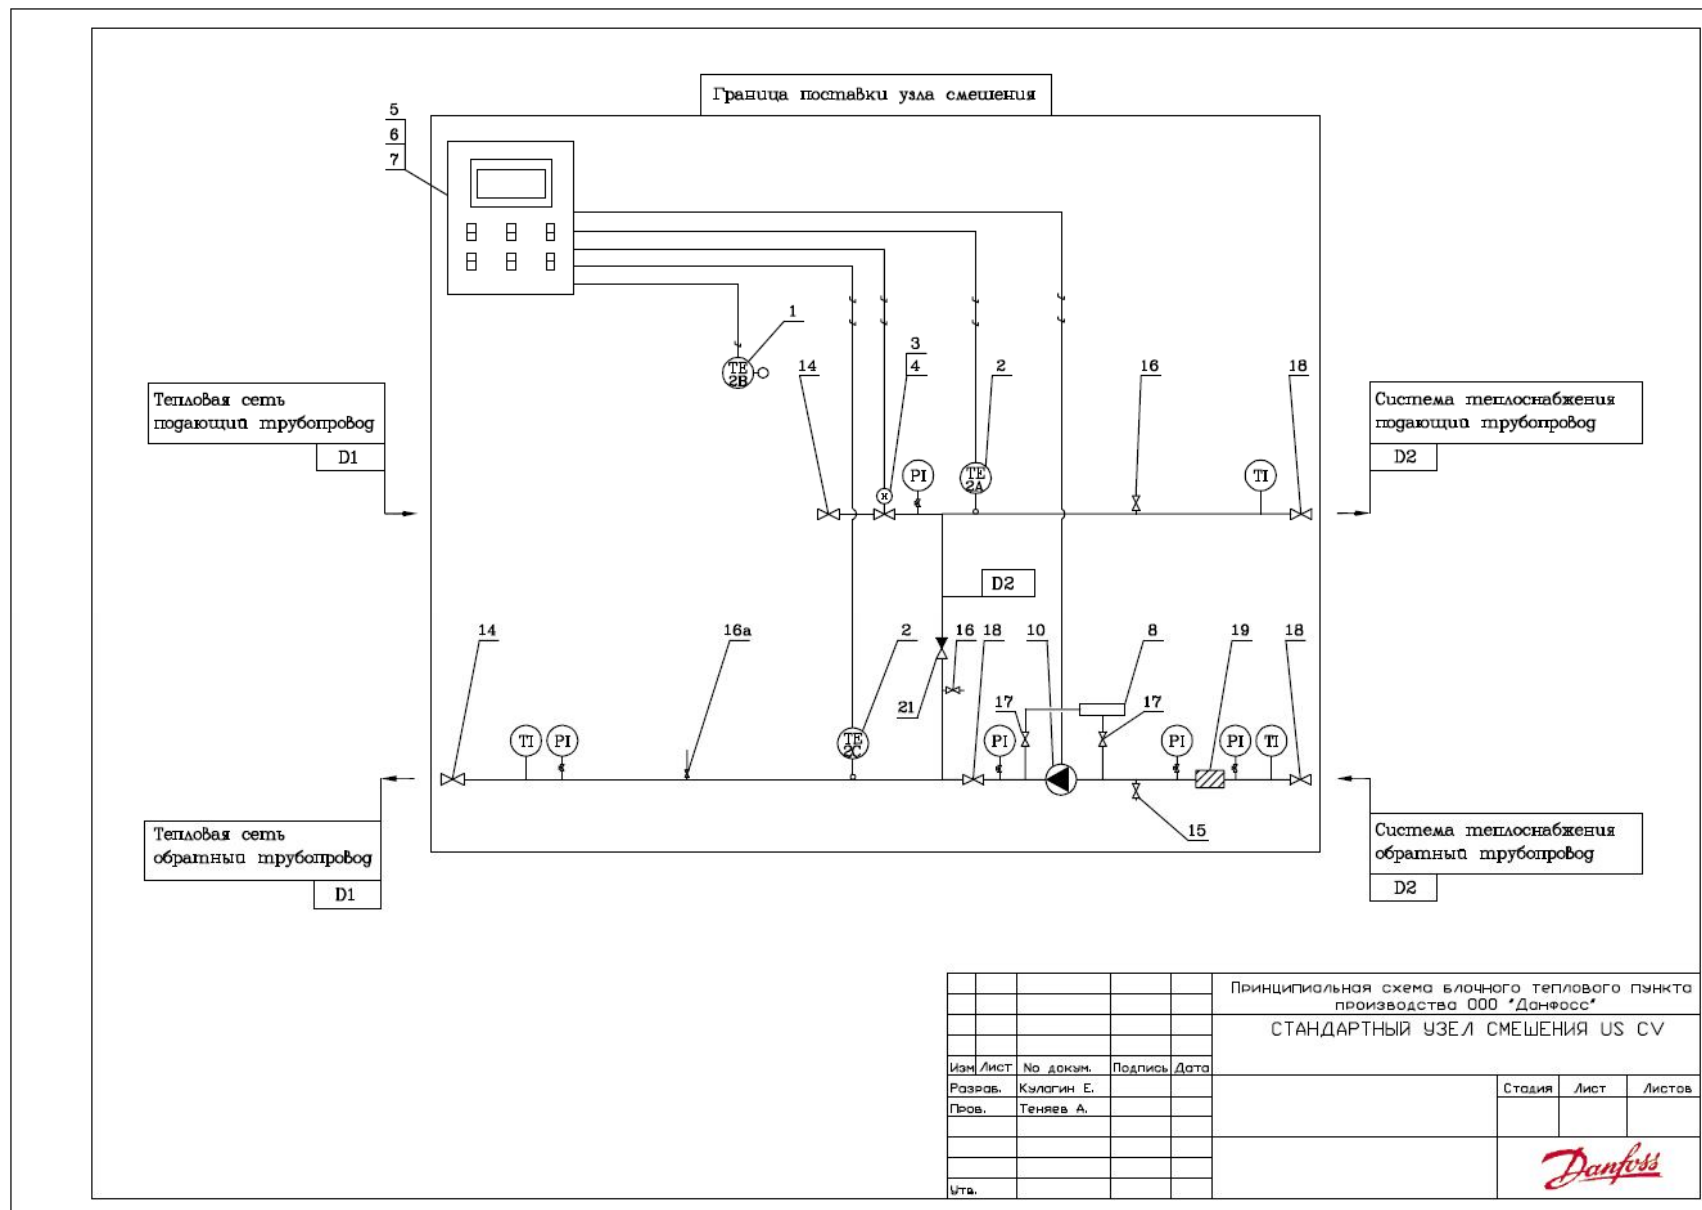 Граница поставки узла смешения
5
6
7
1
3
4
2
14
16
18
TE
2B
Тепловая сеть
подающий трубопровод
D1
Система теплоснабжения
подающий трубопровод
D2
PI
TE
2A
TI
D2
14
16a
2
16
18
10
8
19
18
21
17
17
TI
PI
TE
2C
PI
PI
PI
TI
15
Тепловая сеть
обратный трубопровод
D1
Система теплоснабжения
обратный трубопровод
D2
Принципиальная схема блочного теплового пункта
производства ООО "Данфосс"
СТАНДАРТНЫЙ УЗЕЛ СМЕШЕНИЯ US CV
Изм Лист No докум. Подпись Дата
Разраб. Кулагин Е.
Стадия Лист Листов
Пров. Теняев А.
Утв.
Danfoss